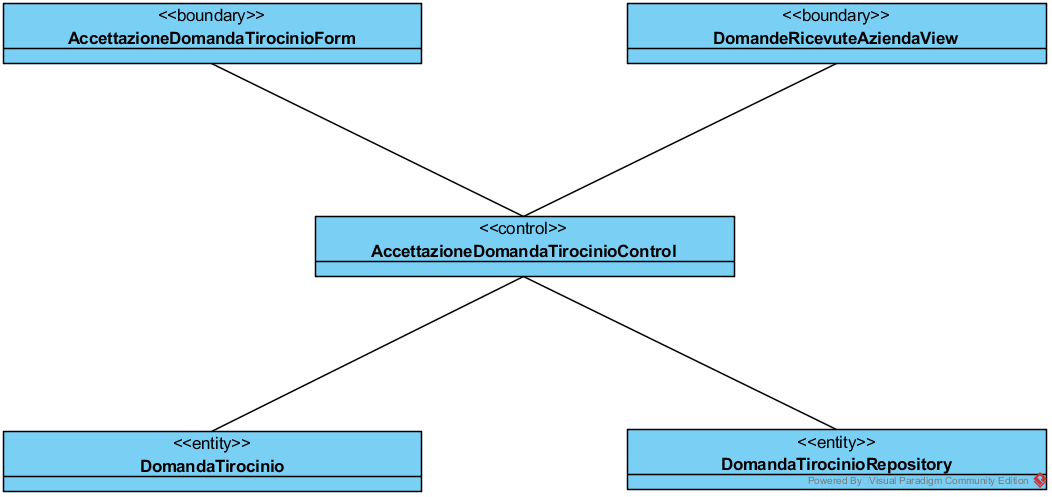 <<boundary>>
AccettazioneDomandaTirocinioForm
<<boundary>>
DomandeRicevuteAziendaView
<<control>>
AccettazioneDomandaTirocinioControl
<<entity>>
DomandaTirocinio
<<entity>>
DomandaTirocinioRepository
Powered By Visual Paradigm Community Edition